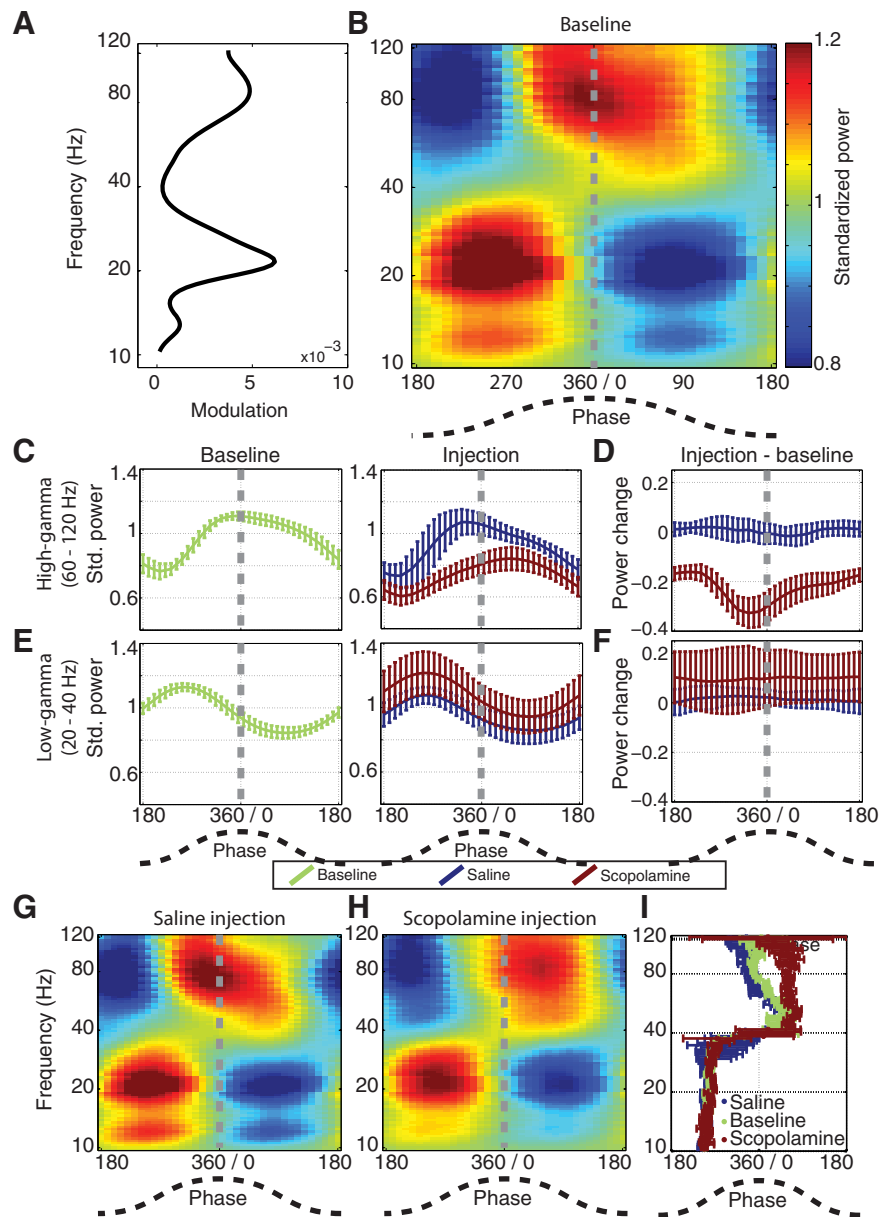 A
Frequency (Hz)
120
80
40
20
10
0
5
10
x10⁻³
Modulation
B
Baseline
120
80
40
20
10
180
270
360 / 0
90
180
Phase
1.2
1
0.8
Standardized power
C
Baseline
Injection
High-gamma
(60 - 120 Hz)
Std. power
1.4
1
0.6
1.4
1
0.6
D
Injection - baseline
Power change
0.2
0
−0.2
−0.4
E
Low-gamma
(20 - 40 Hz)
Std. power
1.4
1
0.6
180
360 / 0
180
Phase
1.4
1
0.6
180
360 / 0
180
Phase
F
Power change
0.2
0
−0.2
−0.4
180
360 / 0
180
Baseline
Saline
Scopolamine
G
Saline injection
Frequency (Hz)
120
80
40
20
10
180
360 / 0
180
Phase
H
Scopolamine injection
120
80
40
20
10
180
360 / 0
180
Phase
I
120
80
40
20
10
Saline
Baseline
Scopolamine
180
360 / 0
180
Phase